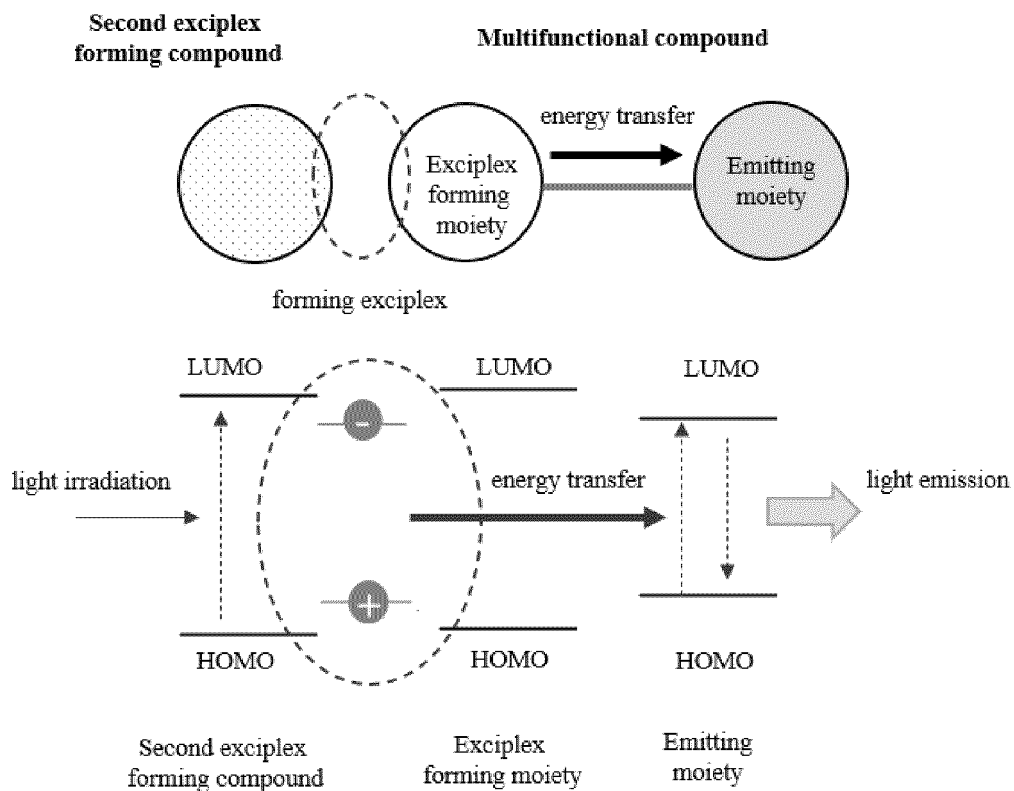 Second exciplex
forming compound
Multifunctional compound
energy transfer
Exciplex
forming
moiety
Emitting
moiety
forming exciplex
LUMO
LUMO
LUMO
-
light irradiation
energy transfer
light emission
+
HOMO
HOMO
HOMO
Second exciplex
forming compound
Exciplex
forming moiety
Emitting
moiety